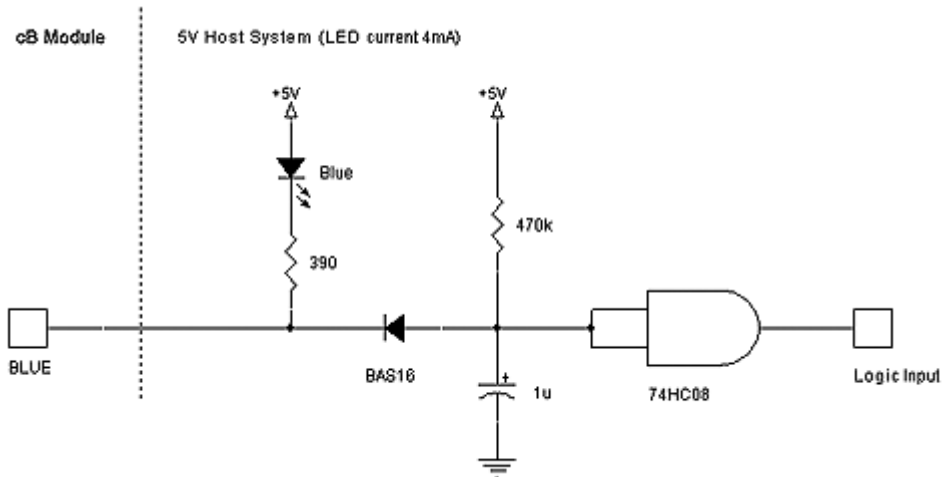 cB Module
5V Host System (LED current 4mA)
+5V
+5V
Blue
470k
390
BLUE
BAS16
+
1u
74HC08
Logic Input